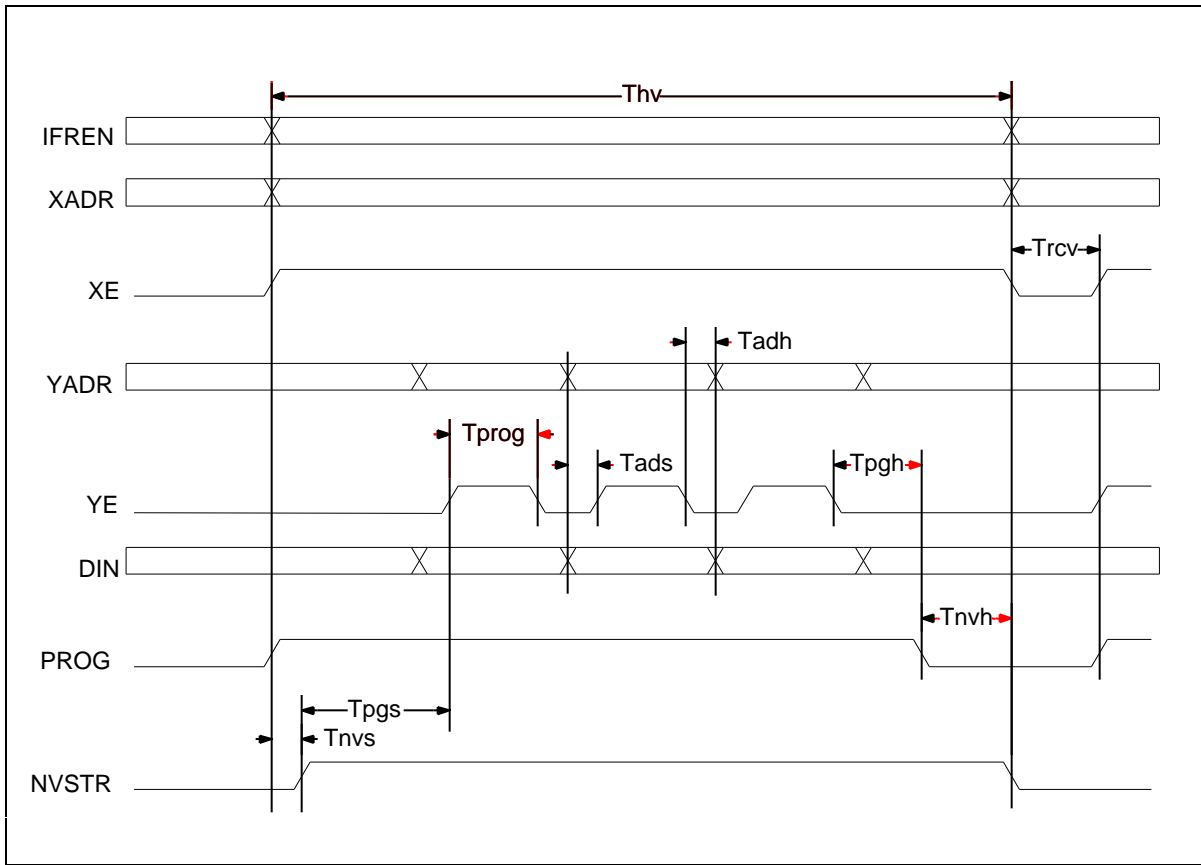 Thv
IFREN
XADR
Trcv
XE
Tadh
YADR
Tprog
Tads
Tpgh
YE
DIN
Tnvh
PROG
Tpgs
Tnvs
NVSTR